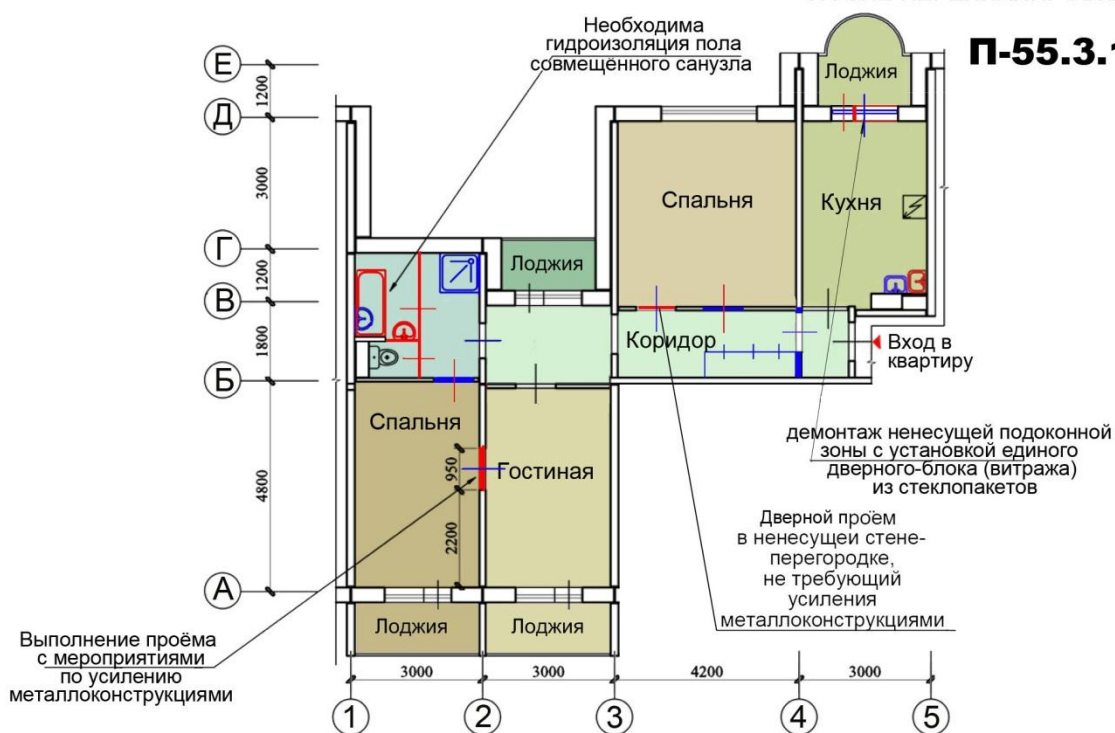 Необходима
гидроизоляция пола
совмещённого санузла
П-55.3.1
Е
Д
Г
В
Б
А
1200
3000
1200
1800
4800
Лоджия
Спальня
Кухня
Лоджия
Коридор
Вход в
квартиру
Спальня
Гостиная
950
2200
демонтаж ненесущей подоконной
зоны с установкой единого
дверного-блока (витража)
из стеклопакетов
Дверной проём
в ненесущей стене-
перегородке,
не требующий
усиления
металлоконструкциями
Лоджия
Лоджия
Выполнение проёма
с мероприятиями
по усилению
металлоконструкциями
3000
3000
4200
3000
1
2
3
4
5